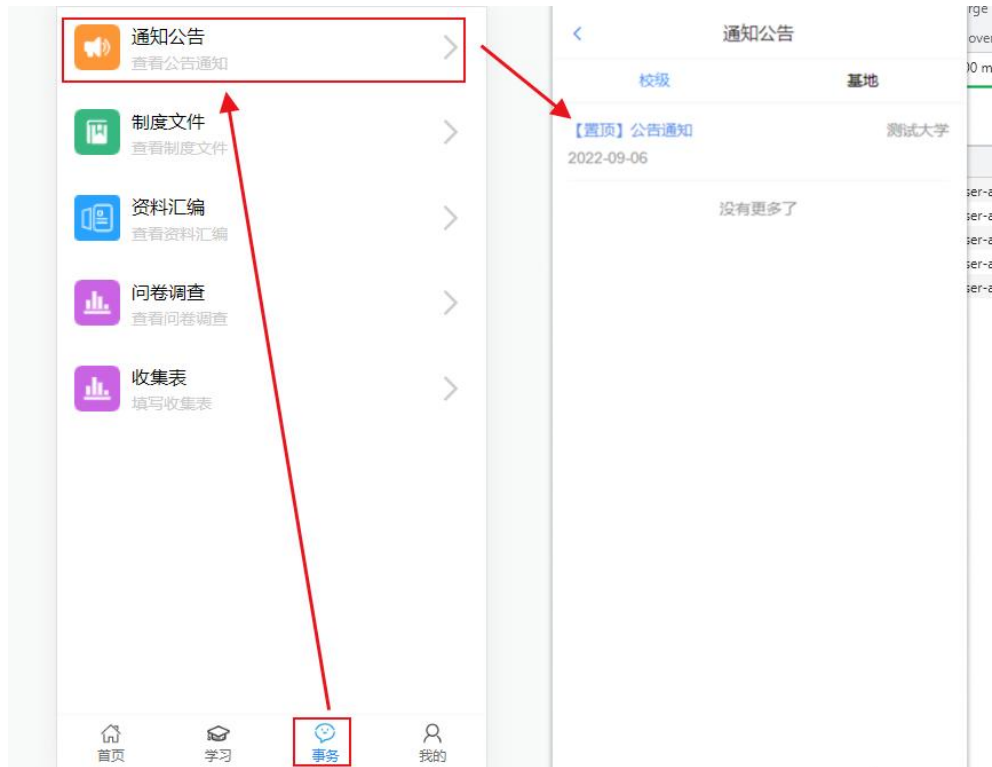 通知公告
查看公告通知
制度文件
查看制度文件
资料汇编
查看资料汇编
问卷调查
查看问卷调查
收集表
填写收集表
首页 学习 事务 我的
通知公告
校级 基地
【置顶】公告通知 测试大学
2022-09-06
没有更多了